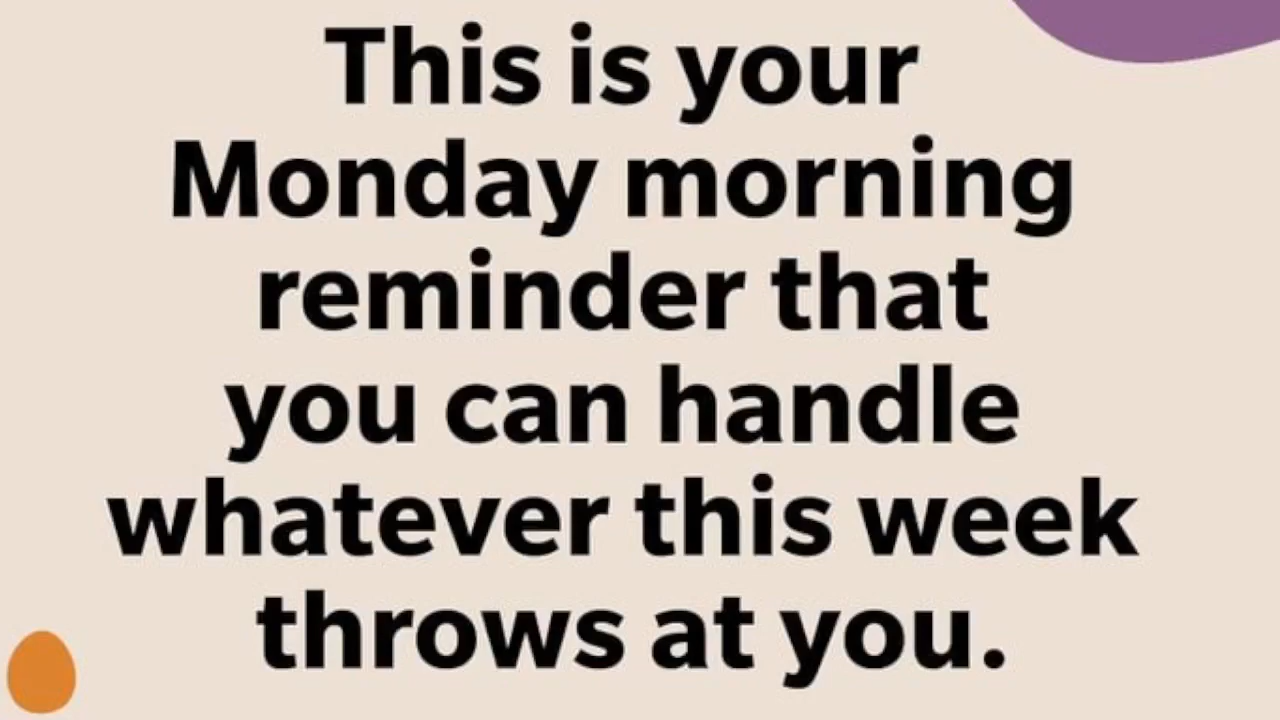 This is your
Monday morning
reminder that
you can handle
whatever this week
throws at you.